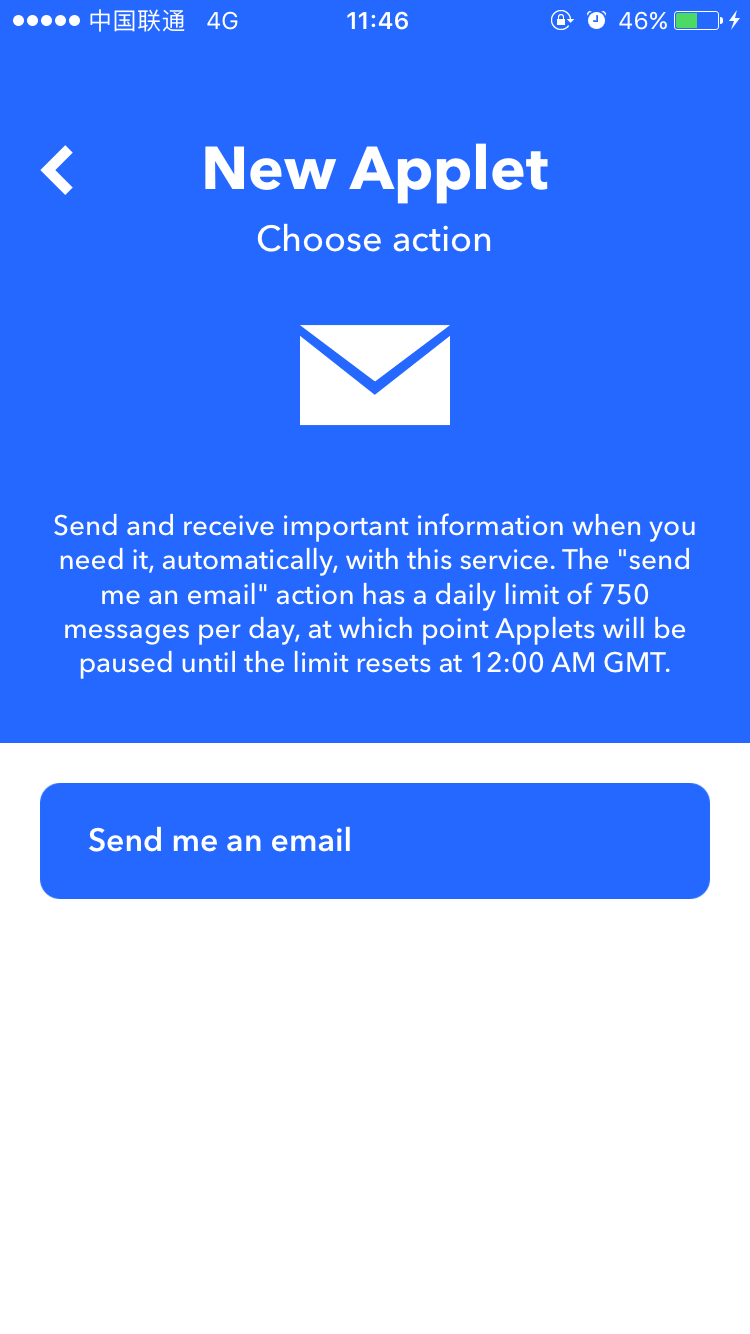 中国联通 4G 11:46 46%
New Applet
Choose action
Send and receive important information when you
need it, automatically, with this service. The "send
me an email" action has a daily limit of 750
messages per day, at which point Applets will be
paused until the limit resets at 12:00 AM GMT.
Send me an email